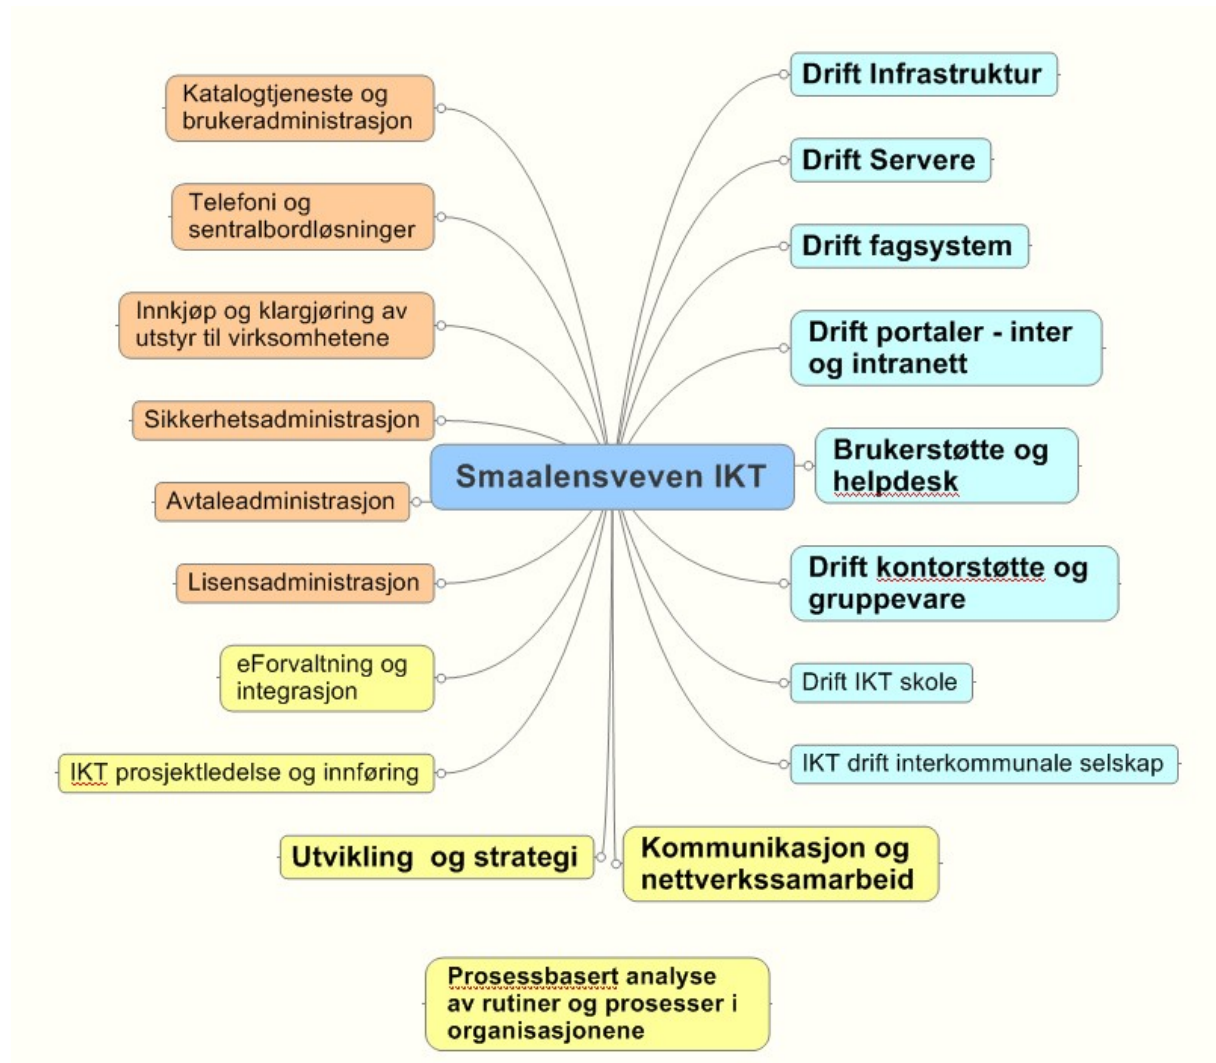 Katalogtjeneste og
brukeradministrasjon
Telefoni og
sentralbordløsninger
Innkjøp og klargjøring av
utstyr til virksomhetene
Sikkerhetsadministrasjon
Avtaleadministrasjon
Lisensadministrasjon
eForvaltning og
integrasjon
IKT prosjektledelse og innføring
Utvikling og strategi
Smaalensveven IKT
Drift Infrastruktur
Drift Servere
Drift fagsystem
Drift portaler - inter
og intranett
Brukerstøtte og
helpdesk
Drift kontorstøtte og
gruppevare
Drift IKT skole
IKT drift interkommunale selskap
Kommunikasjon og
nettverkssamarbeid
Prosessbasert analyse
av rutiner og prosesser i
organisasjonene